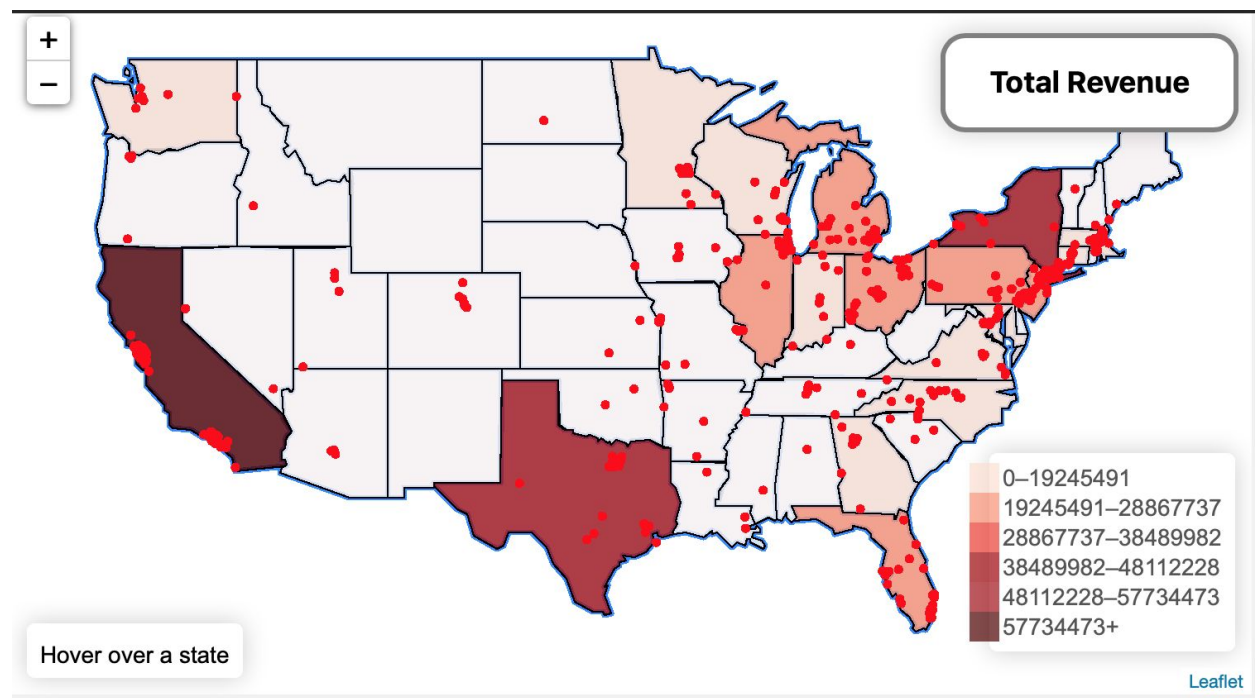 +
−
Total Revenue
0–19245491
19245491–28867737
28867737–38489982
38489982–48112228
48112228–57734473
57734473+
Hover over a state
Leaflet